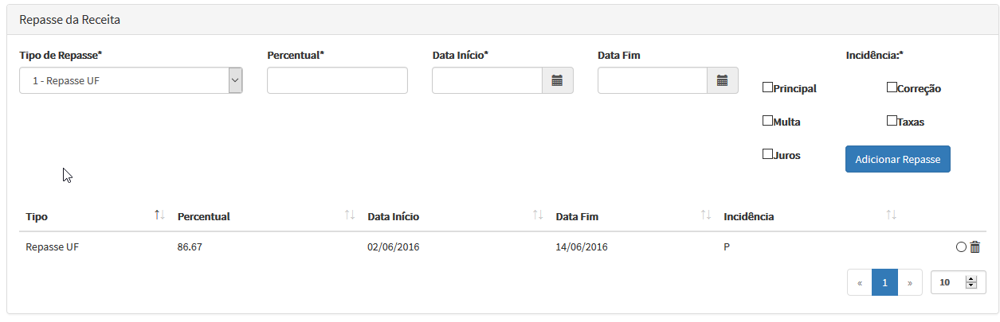 Repasse da Receita
Tipo de Repasse* Percentual* Data Início* Data Fim Incidência:*
1 - Repasse UF
Principal Correção
Multa Taxas
Juros Adicionar Repasse
Tipo Percentual Data Início Data Fim Incidência
Repasse UF 86.67 02/06/2016 14/06/2016 P
« 1 » 10